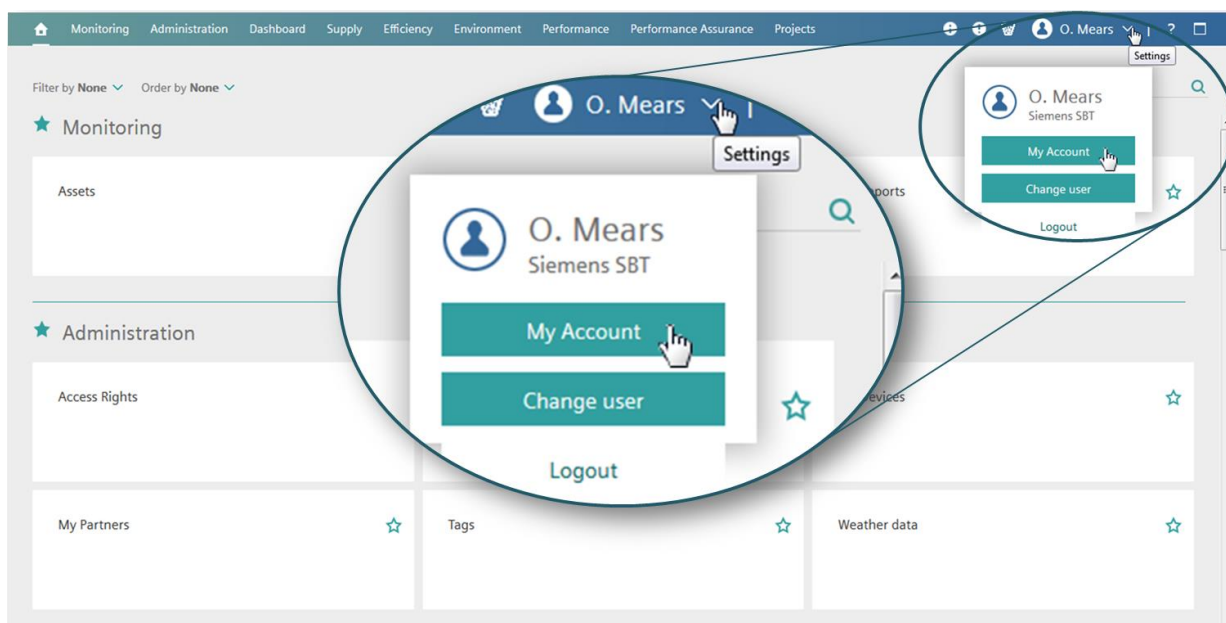 Monitoring Administration Dashboard Supply Efficiency Environment Performance Performance Assurance Projects O. Mears ?
Settings
Filter by None Order by None
O. Mears
Siemens SBT
My Account
Change user
Logout
Monitoring
Assets
O. Mears
Settings
O. Mears
Siemens SBT
My Account
Change user
Logout
Administration
Access Rights
My Partners
Tags
Weather data